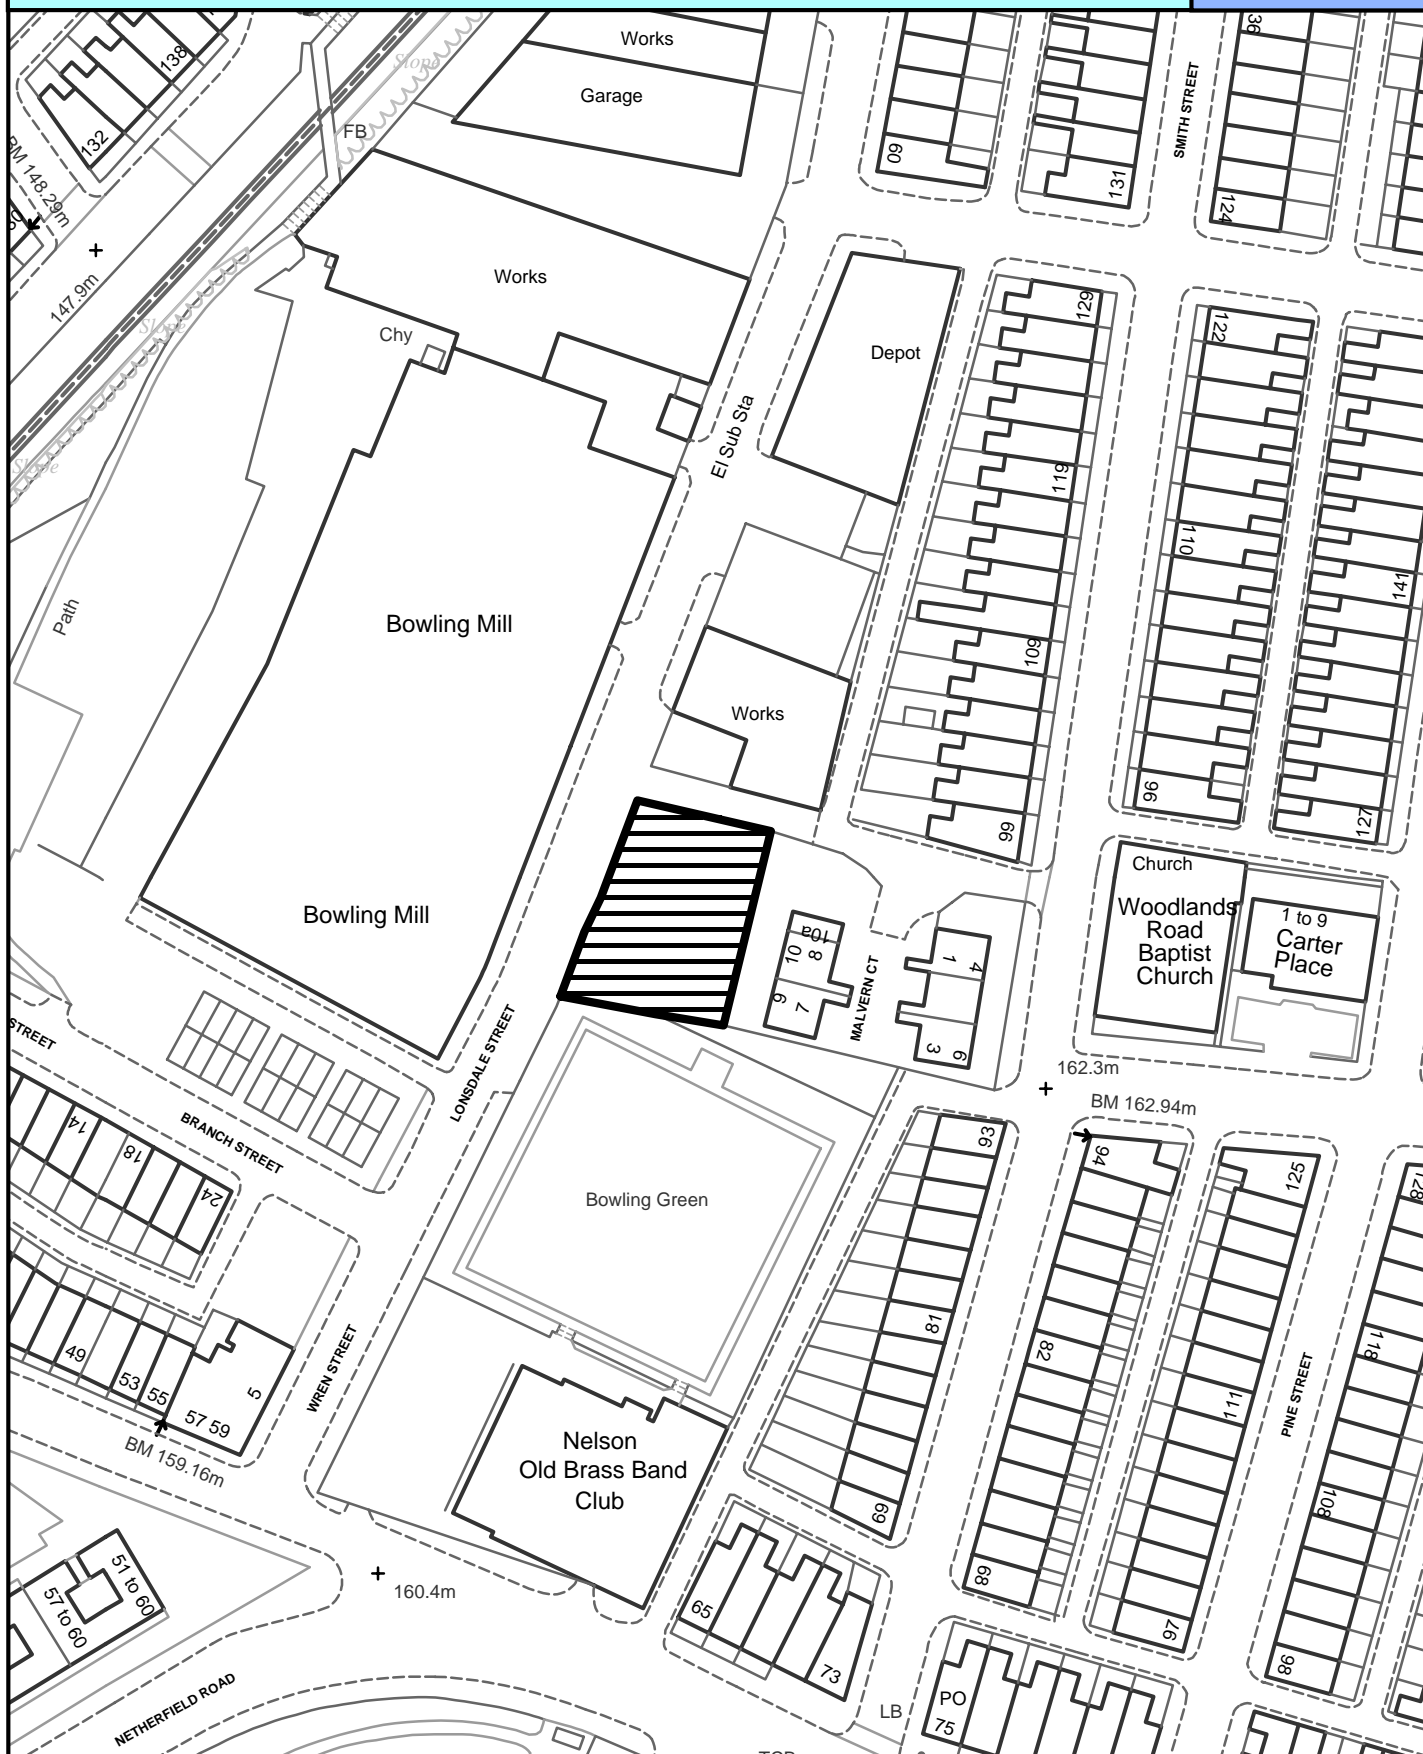 Works
Garage
Slope
138
132
FB
BM 148.29m
147.9m
Works
Slope
Chy
Slope
El Sub Sta
Depot
60
131
SMITH STREET
36
124
129
122
119
110
141
109
96
127
99
Path
Bowling Mill
Works
Bowling Mill
Church
Woodlands
Road
Baptist
Church
1 to 9
Carter
Place
10a
10
8
9
7
MALVERN CT
1
4
3
6
162.3m
BM 162.94m
STREET
LONSDALE STREET
BRANCH STREET
14
18
24
Bowling Green
93
94
125
128
81
82
118
111
PINE STREET
108
49
53
55
57 59
5
WREN STREET
BM 159.16m
Nelson
Old Brass Band
Club
69
68
97
98
51 to 60
57 to 60
160.4m
65
73
NETHERFIELD ROAD
LB
PO
75